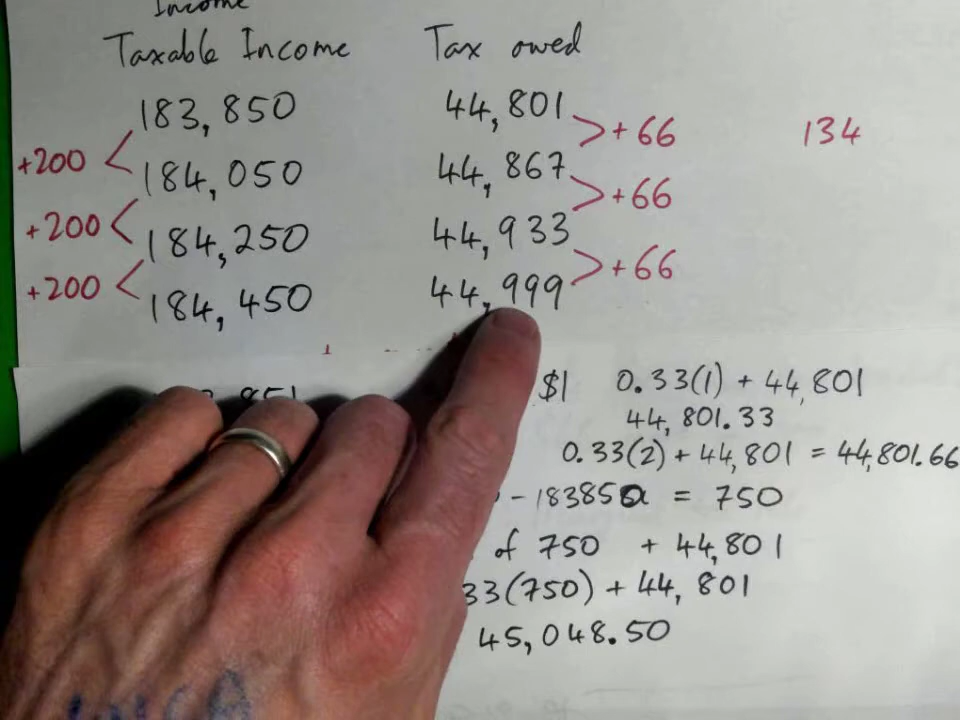 Income
Taxable Income Tax owed
183,850 44,801 >+66 134
+200 <
184,050 44,867 >+66
+200 <
184,250 44,933 >+66
+200 <
184,450 44,999
$1 0.33(1) + 44,801
44,801.33
0.33(2) + 44,801 = 44,801.66
- 183850 = 750
of 750 + 44,801
33(750) + 44,801
45,048.50